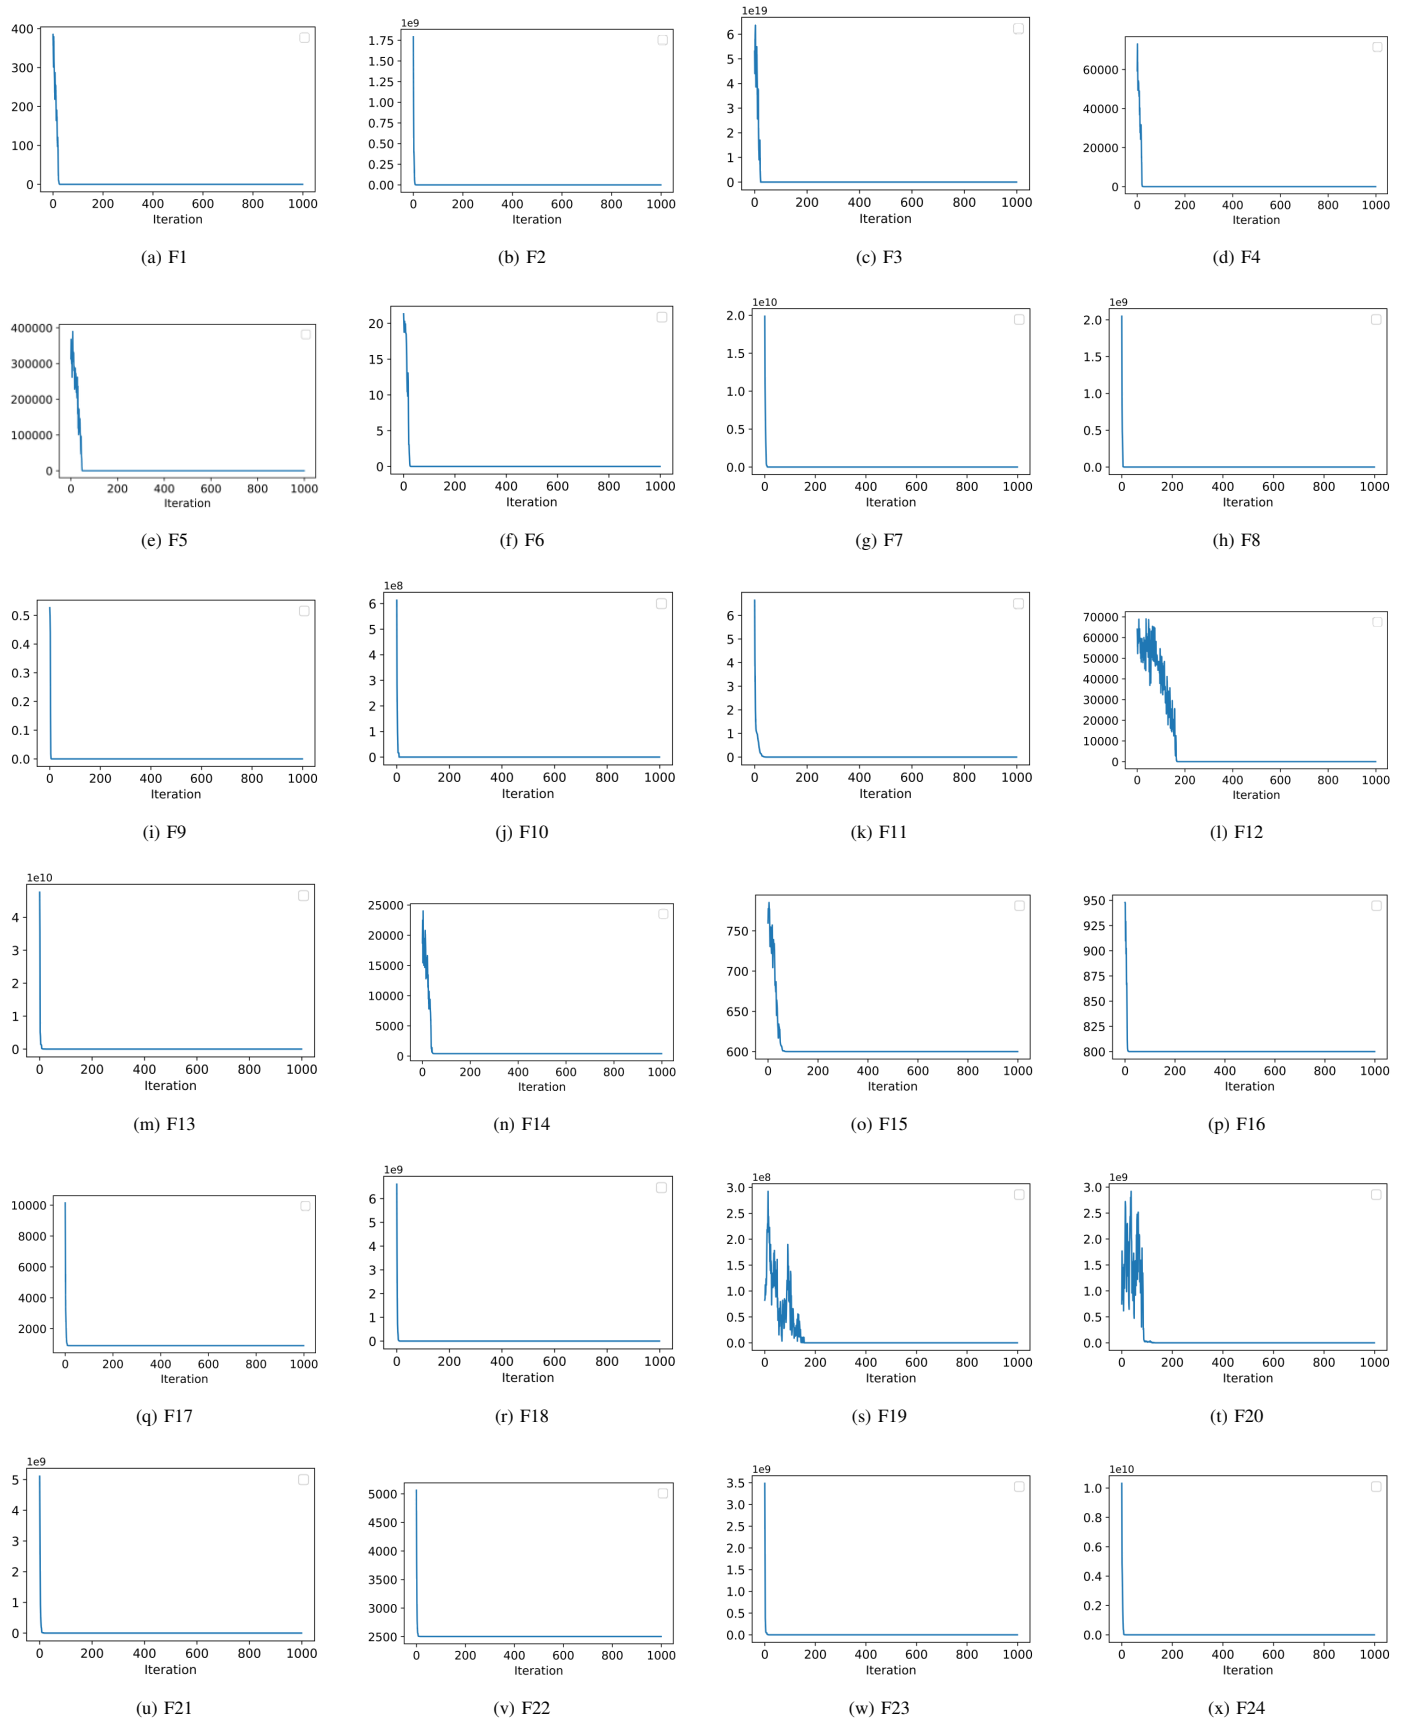 400
300
200
100
0
0 200 400 600 800 1000
Iteration
(a) F1
1e9
1.75
1.50
1.25
1.00
0.75
0.50
0.25
0.00
0 200 400 600 800 1000
Iteration
(b) F2
1e19
6
5
4
3
2
1
0
0 200 400 600 800 1000
Iteration
(c) F3
60000
40000
20000
0
0 200 400 600 800 1000
Iteration
(d) F4
400000
300000
200000
100000
0
0 200 400 600 800 1000
Iteration
(e) F5
20
15
10
5
0
0 200 400 600 800 1000
Iteration
(f) F6
1e10
2.0
1.5
1.0
0.5
0.0
0 200 400 600 800 1000
Iteration
(g) F7
1e9
2.0
1.5
1.0
0.5
0.0
0 200 400 600 800 1000
Iteration
(h) F8
0.5
0.4
0.3
0.2
0.1
0.0
0 200 400 600 800 1000
Iteration
(i) F9
1e8
6
5
4
3
2
1
0
0 200 400 600 800 1000
Iteration
(j) F10
6
5
4
3
2
1
0
0 200 400 600 800 1000
Iteration
(k) F11
70000
60000
50000
40000
30000
20000
10000
0
0 200 400 600 800 1000
Iteration
(l) F12
1e10
4
3
2
1
0
0 200 400 600 800 1000
Iteration
(m) F13
25000
20000
15000
10000
5000
0
0 200 400 600 800 1000
Iteration
(n) F14
750
700
650
600
0 200 400 600 800 1000
Iteration
(o) F15
950
925
900
875
850
825
800
0 200 400 600 800 1000
Iteration
(p) F16
10000
8000
6000
4000
2000
0 200 400 600 800 1000
Iteration
(q) F17
1e9
6
5
4
3
2
1
0
0 200 400 600 800 1000
Iteration
(r) F18
1e8
3.0
2.5
2.0
1.5
1.0
0.5
0.0
0 200 400 600 800 1000
Iteration
(s) F19
1e9
3.0
2.5
2.0
1.5
1.0
0.5
0.0
0 200 400 600 800 1000
Iteration
(t) F20
1e9
5
4
3
2
1
0
0 200 400 600 800 1000
Iteration
(u) F21
5000
4500
4000
3500
3000
2500
0 200 400 600 800 1000
Iteration
(v) F22
1e9
3.5
3.0
2.5
2.0
1.5
1.0
0.5
0.0
0 200 400 600 800 1000
Iteration
(w) F23
1e10
1.0
0.8
0.6
0.4
0.2
0.0
0 200 400 600 800 1000
Iteration
(x) F24